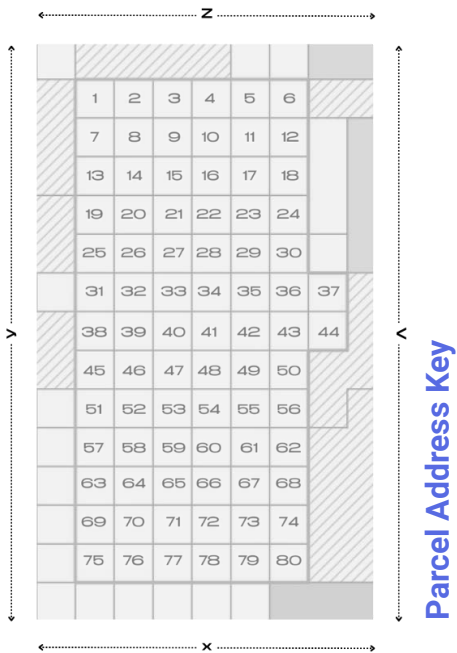 Z
Y
V
1 2 3 4 5 6
7 8 9 10 11 12
13 14 15 16 17 18
19 20 21 22 23 24
25 26 27 28 29 30
31 32 33 34 35 36 37
38 39 40 41 42 43 44
45 46 47 48 49 50
51 52 53 54 55 56
57 58 59 60 61 62
63 64 65 66 67 68
69 70 71 72 73 74
75 76 77 78 79 80
X
Parcel Address Key